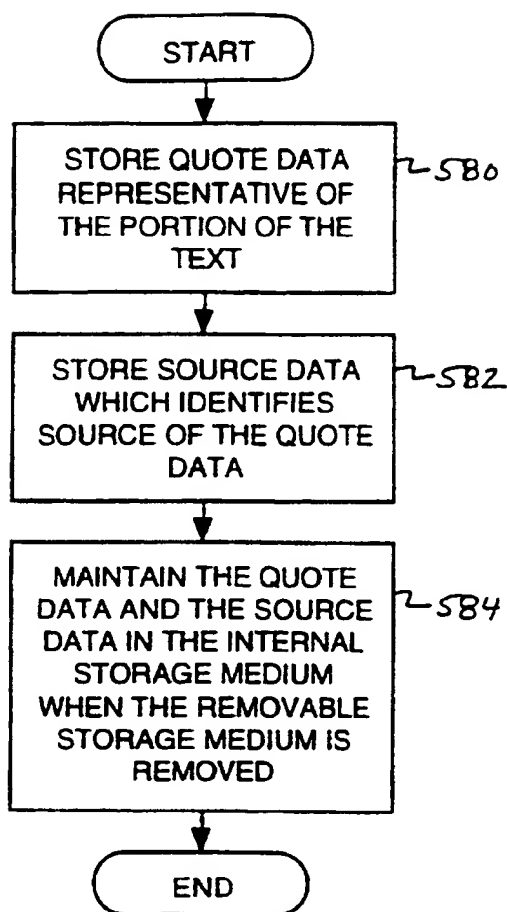 START
STORE QUOTE DATA
REPRESENTATIVE OF
THE PORTION OF THE
TEXT
580
STORE SOURCE DATA
WHICH IDENTIFIES
SOURCE OF THE QUOTE
DATA
582
MAINTAIN THE QUOTE
DATA AND THE SOURCE
DATA IN THE INTERNAL
STORAGE MEDIUM
WHEN THE REMOVABLE
STORAGE MEDIUM IS
REMOVED
584
END